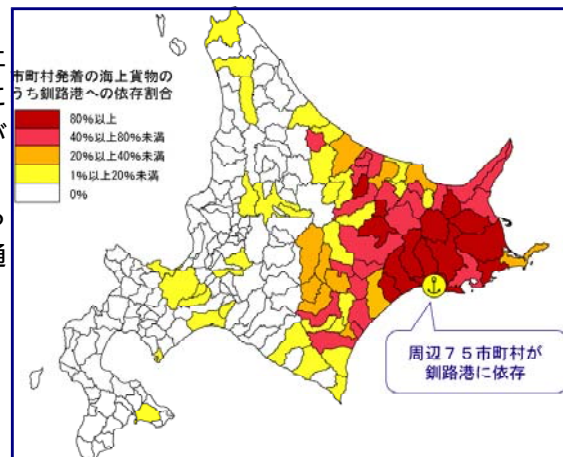 市町村発着の海上貨物の
うち釧路港への依存割合
80%以上
40%以上80%未満
20%以上40%未満
1%以上20%未満
0%
周辺75市町村が
釧路港に依存